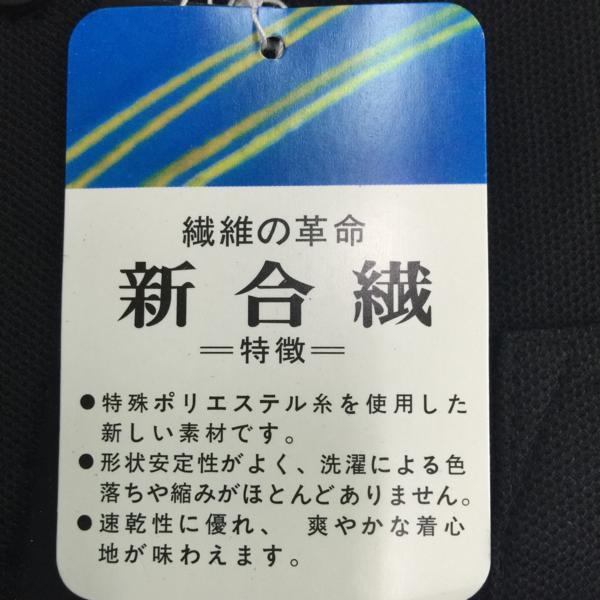 繊維の革命
新合繊
=特徴=
●特殊ポリエステル糸を使用した
新しい素材です。
●形状安定性がよく、洗濯による色
落ちや縮みがほとんどありません。
●速乾性に優れ、 爽やかな着心
地が味わえます。